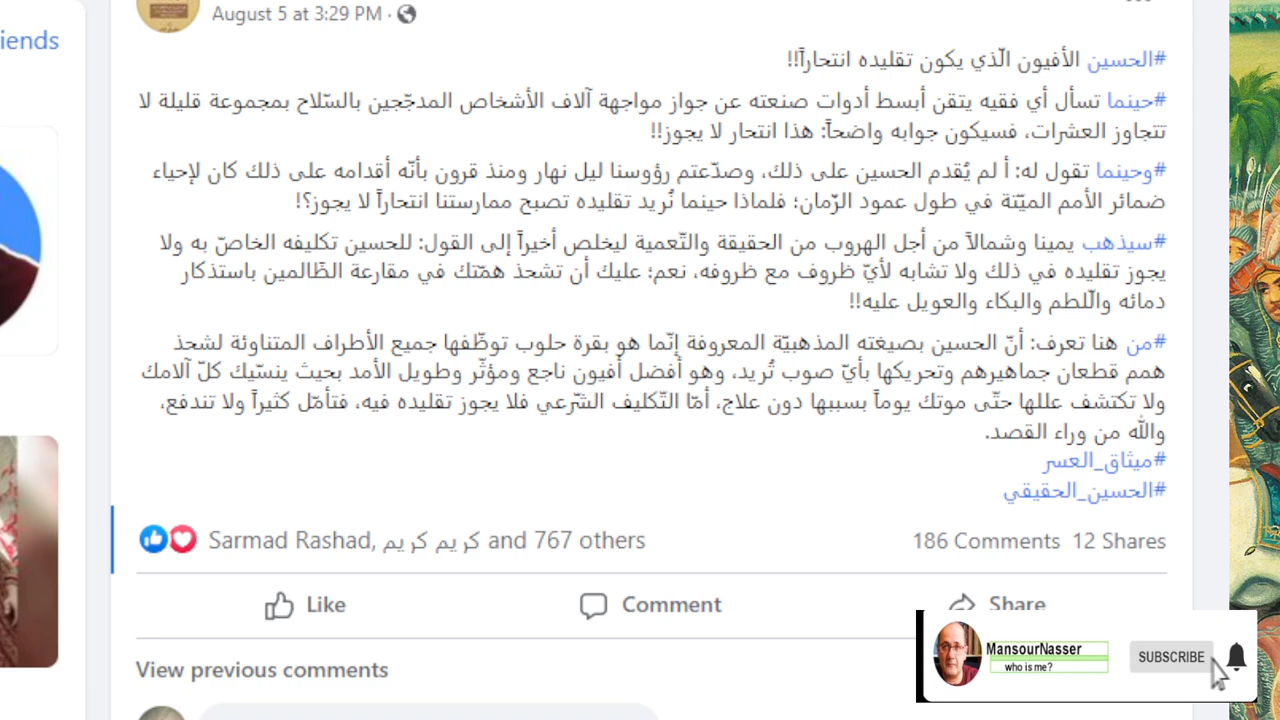 iends
August 5 at 3:29 PM ·
#الحسين الأفيون الّذي يكون تقليده انتحاراً!!
#حينما تسأل أي فقيه يتقن أبسط أدوات صنعته عن جواز مواجهة آلاف الأشخاص المدجّجين بالسّلاح بمجموعة قليلة لا
تتجاوز العشرات، فسيكون جوابه واضحاً: هذا انتحار لا يجوز!!
#وحينما تقول له: أ لم يُقدم الحسين على ذلك، وصدّعتم رؤوسنا ليل نهار ومنذ قرون بأنّه أقدامه على ذلك كان لإحياء
ضمائر الأمم الميّتة في طول عمود الزّمان؛ فلماذا حينما نُريد تقليده تصبح ممارستنا انتحاراً لا يجوز؟!
#سيذهب يمينا وشمالاً من أجل الهروب من الحقيقة والتّعمية ليخلص أخيراً إلى القول: للحسين تكليفه الخاصّ به ولا
يجوز تقليده في ذلك ولا تشابه لأيّ ظروف مع ظروفه، نعم؛ عليك أن تشحذ همّتك في مقارعة الظّالمين باستذكار
دمائه واللّطم والبكاء والعويل عليه!!
#من هنا تعرف: أنّ الحسين بصيغته المذهبيّة المعروفة إنّما هو بقرة حلوب توظّفها جميع الأطراف المتناوئة لشحذ
همم قطعان جماهيرهم وتحريكها بأيّ صوب تُريد، وهو أفضل أفيون ناجع ومؤثّر وطويل الأمد بحيث ينسّيك كلّ آلامك
ولا تكتشف عللها حتّى موتك يوماً بسببها دون علاج، أمّا التّكليف الشّرعي فلا يجوز تقليده فيه، فتأمّل كثيراً ولا تندفع،
والله من وراء القصد.
#ميثاق_العسر
#الحسين_الحقيقي
Sarmad Rashad, كريم كريم and 767 others
186 Comments 12 Shares
Like Comment Share
View previous comments
MansourNasser
who is me?
SUBSCRIBE